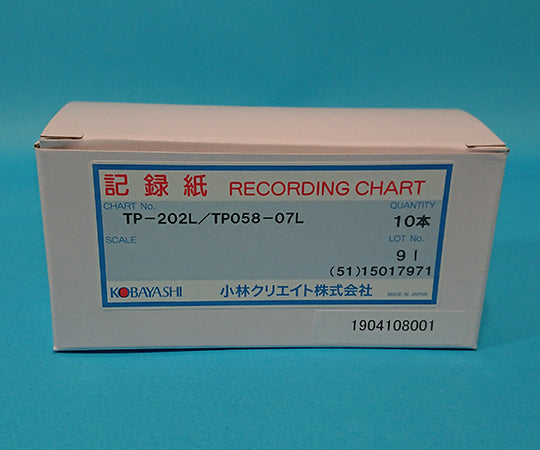 記録紙 RECORDING CHART
CHART No. QUANTITY
TP-202L/TP058-07L 10本
SCALE LOT No.
9I
(51)15017971
KOBAYASHI 小林クリエイト株式会社 MADE IN JAPAN
1904108001